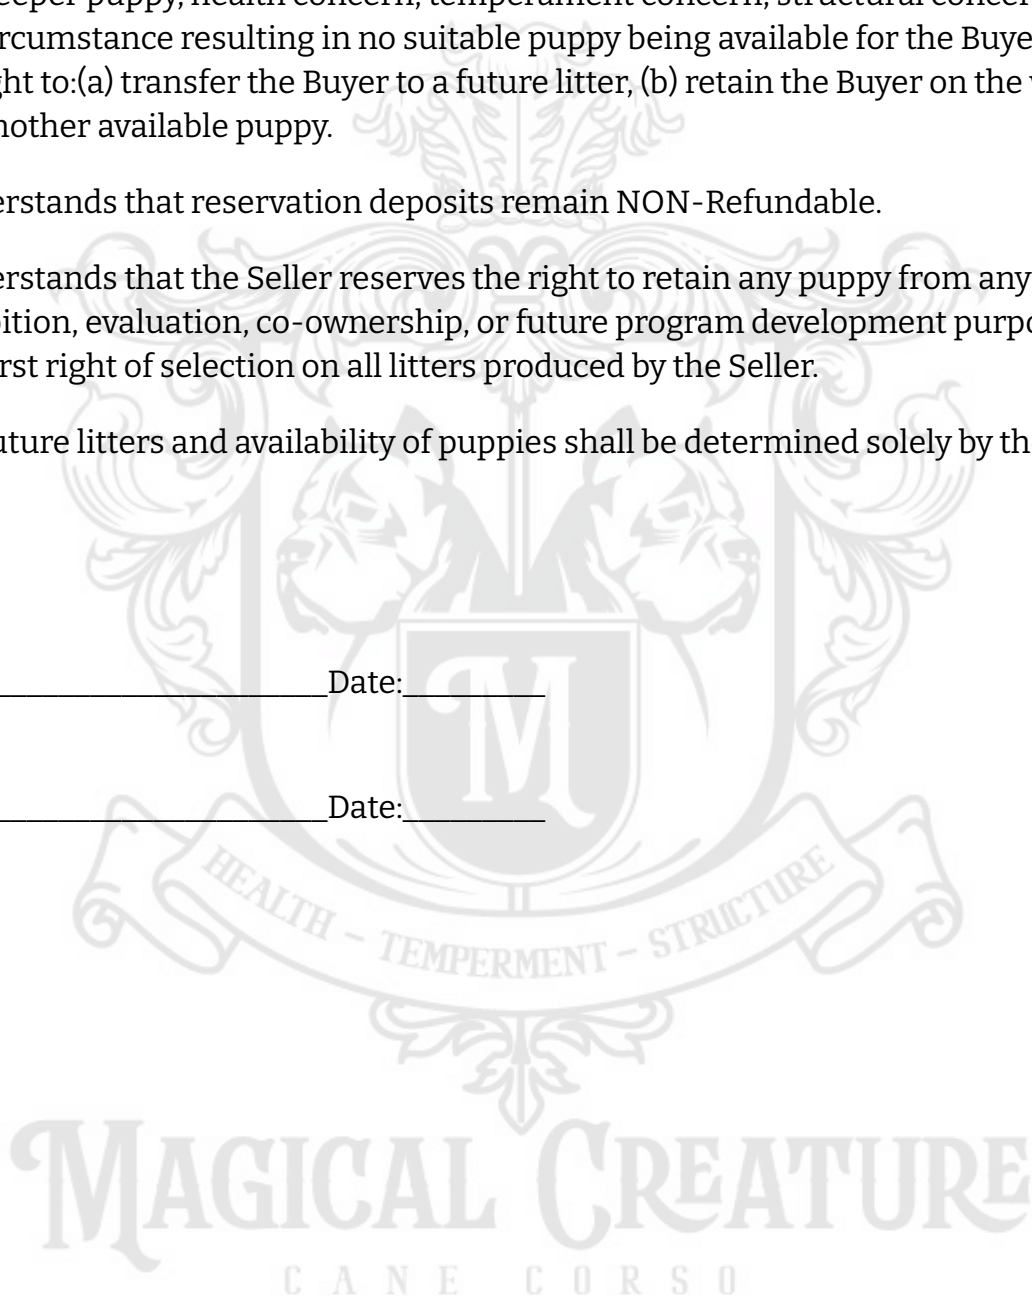 eeper puppy, health concern, temperament concern, structural concer
rcumstance resulting in no suitable puppy being available for the Buye
ght to:(a) transfer the Buyer to a future litter, (b) retain the Buyer on the
nother available puppy.
erstands that reservation deposits remain NON-Refundable.
erstands that the Seller reserves the right to retain any puppy from any
ition, evaluation, co-ownership, or future program development purpo
rst right of selection on all litters produced by the Seller.
uture litters and availability of puppies shall be determined solely by th
M
____________________Date:_________
____________________Date:_________
HEALTH - TEMPERMENT - STRUCTURE
MAGICAL CREATURE
CANE CORSO